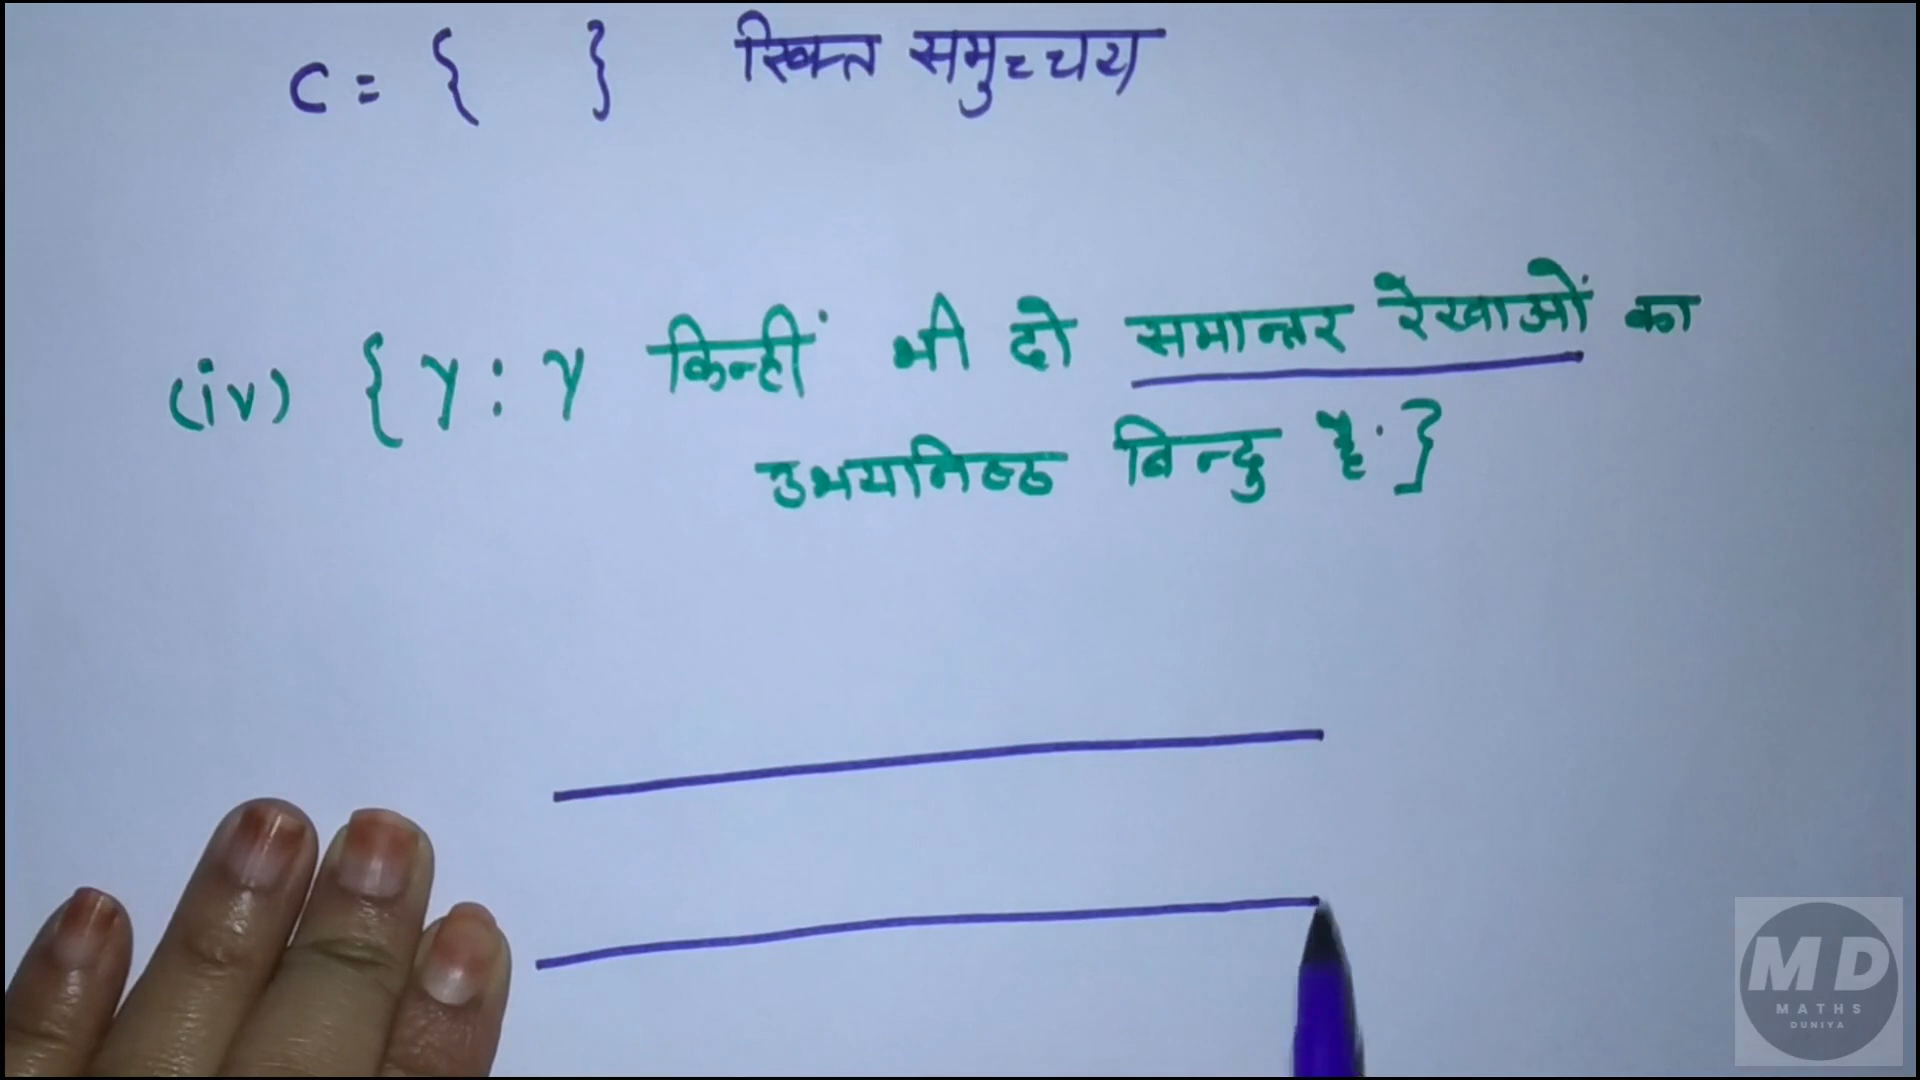 C = { } रिक्त समुच्चय
(iv) { y : y किन्हीं भी दो समान्तर रेखाओं का
उभयनिष्ठ बिन्दु है. }
MD
MATHS
DUNIYA